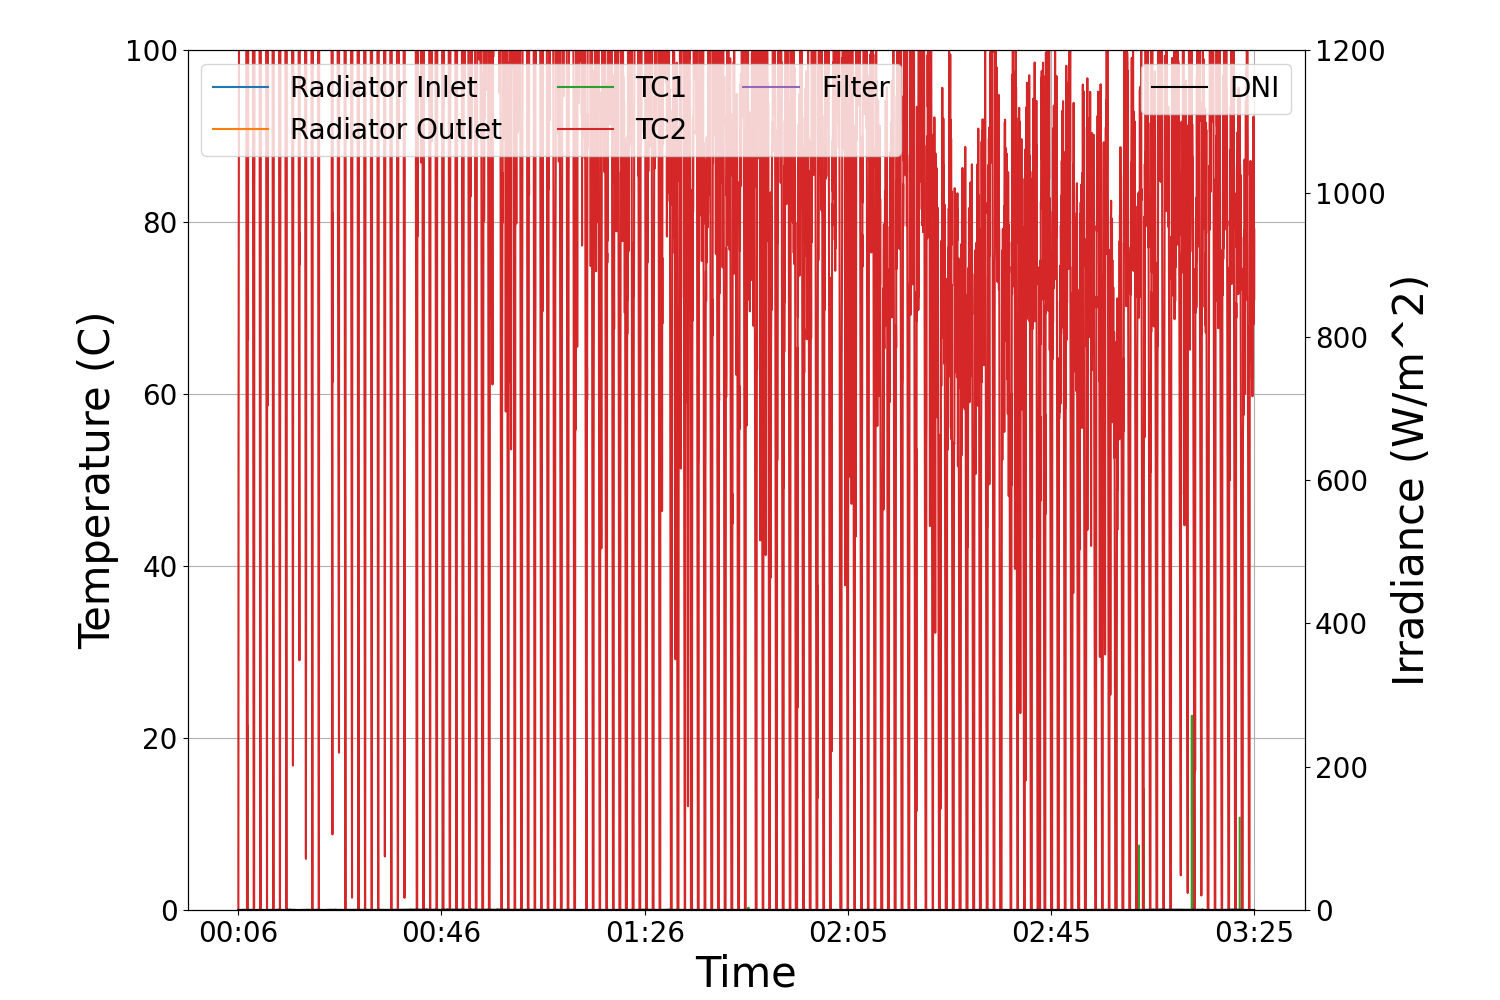 Radiator Inlet
Radiator Outlet
TC1
TC2
Filter
DNI
Temperature (C)
100
80
60
40
20
0
Irradiance (W/m^2)
1200
1000
800
600
400
200
0
00:06
00:46
01:26
02:05
02:45
03:25
Time